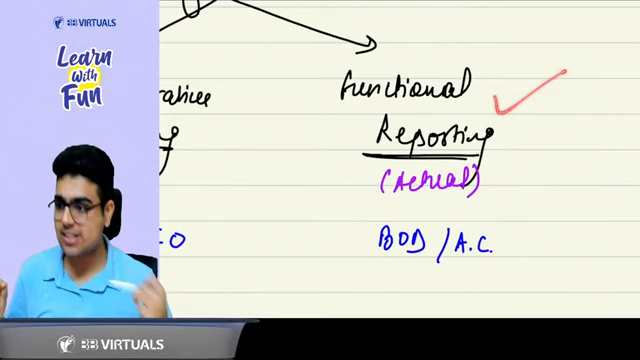 BB VIRTUALS
Learn
With
Fun
Functional
Reporting
(Actual)
BOD / A.C.
BB VIRTUALS